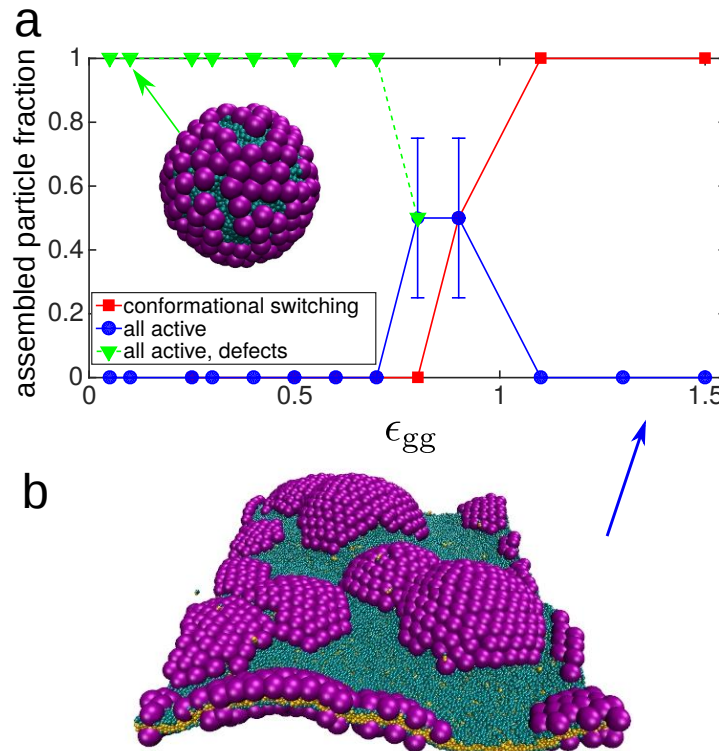 a
assembled particle fraction
1
0.8
0.6
0.4
0.2
0
conformational switching
all active
all active, defects
0 0.5 1 1.5
ϵgg
b